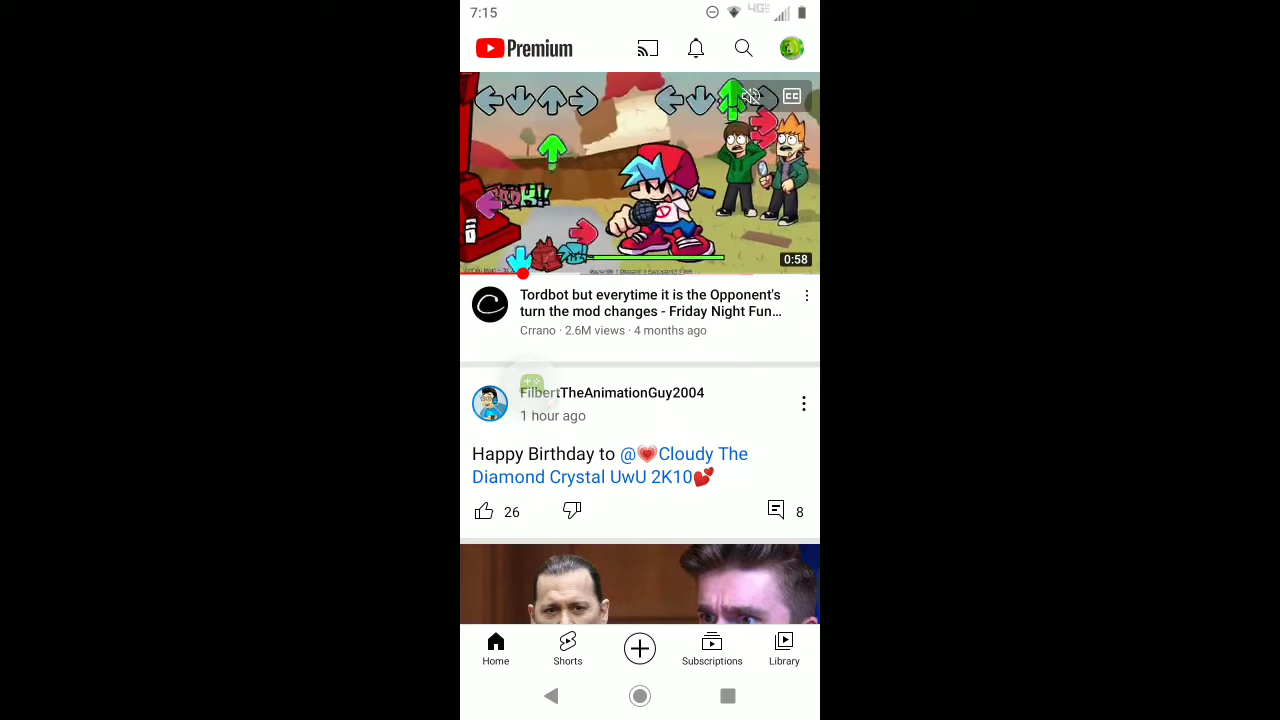 7:15
4GE
Premium
CC
0:58
Tordbot but everytime it is the Opponent's
turn the mod changes - Friday Night Fun...
Crrano · 2.6M views · 4 months ago
FilbertTheAnimationGuy2004
1 hour ago
Happy Birthday to @💗Cloudy The
Diamond Crystal UwU 2K10💕
26
8
Home
Shorts
Subscriptions
Library